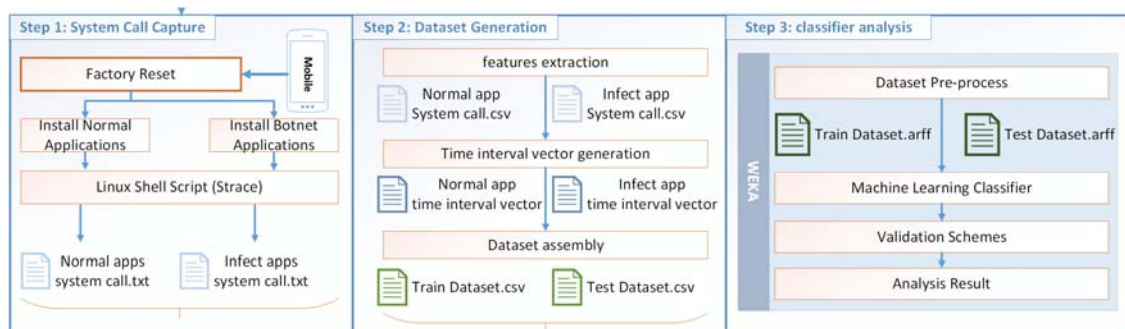 Step 1: System Call Capture
Factory Reset
Mobile
Install Normal
Applications
Install Botnet
Applications
Linux Shell Script (Strace)
Normal apps
system call.txt
Infect apps
system call.txt
Step 2: Dataset Generation
features extraction
Normal app
System call.csv
Infect app
System call.csv
Time interval vector generation
Normal app
time interval vector
Infect app
time interval vector
Dataset assembly
Train Dataset.csv
Test Dataset.csv
Step 3: classifier analysis
WEKA
Dataset Pre-process
Train Dataset.arff
Test Dataset.arff
Machine Learning Classifier
Validation Schemes
Analysis Result